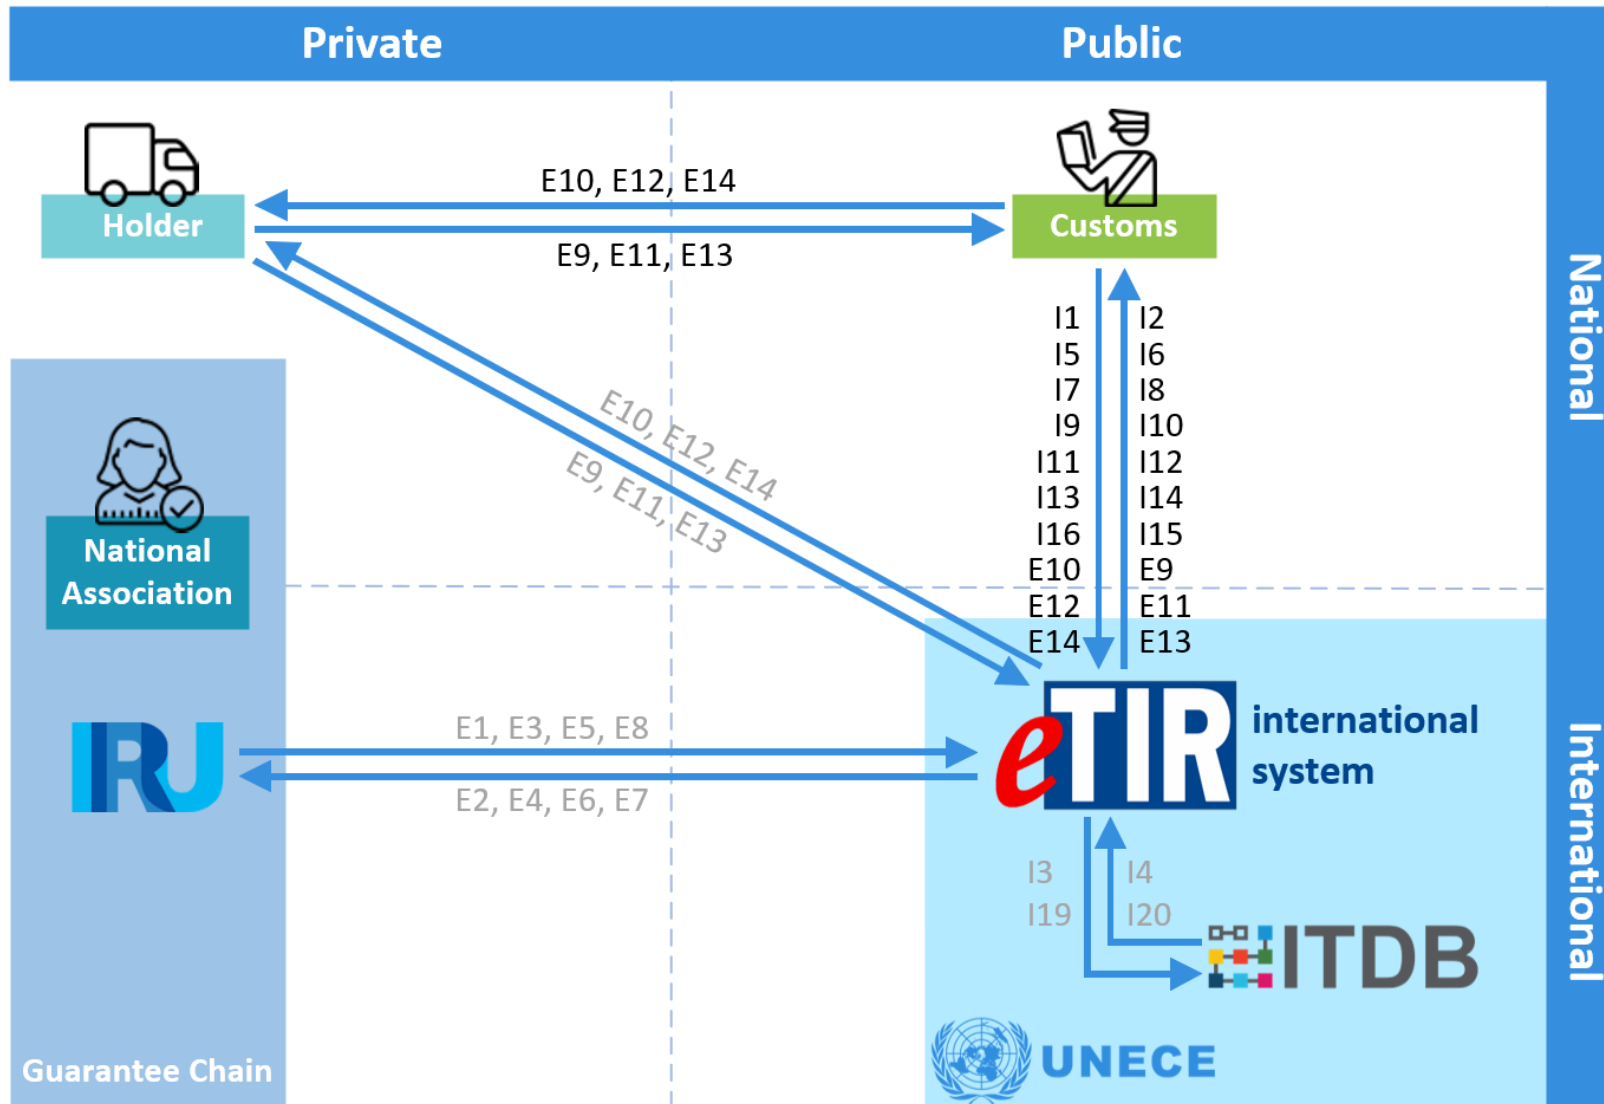 Private
Public
National
International
Holder
Customs
E10, E12, E14
E9, E11, E13
I1
I5
I7
I9
I11
I13
I16
E10
E12
E14
I2
I6
I8
I10
I12
I14
I15
E9
E11
E13
E10, E12, E14
E9, E11, E13
National
Association
IRU
E1, E3, E5, E8
E2, E4, E6, E7
eTIR
international
system
I3
I19
I4
I20
ITDB
Guarantee Chain
UNECE